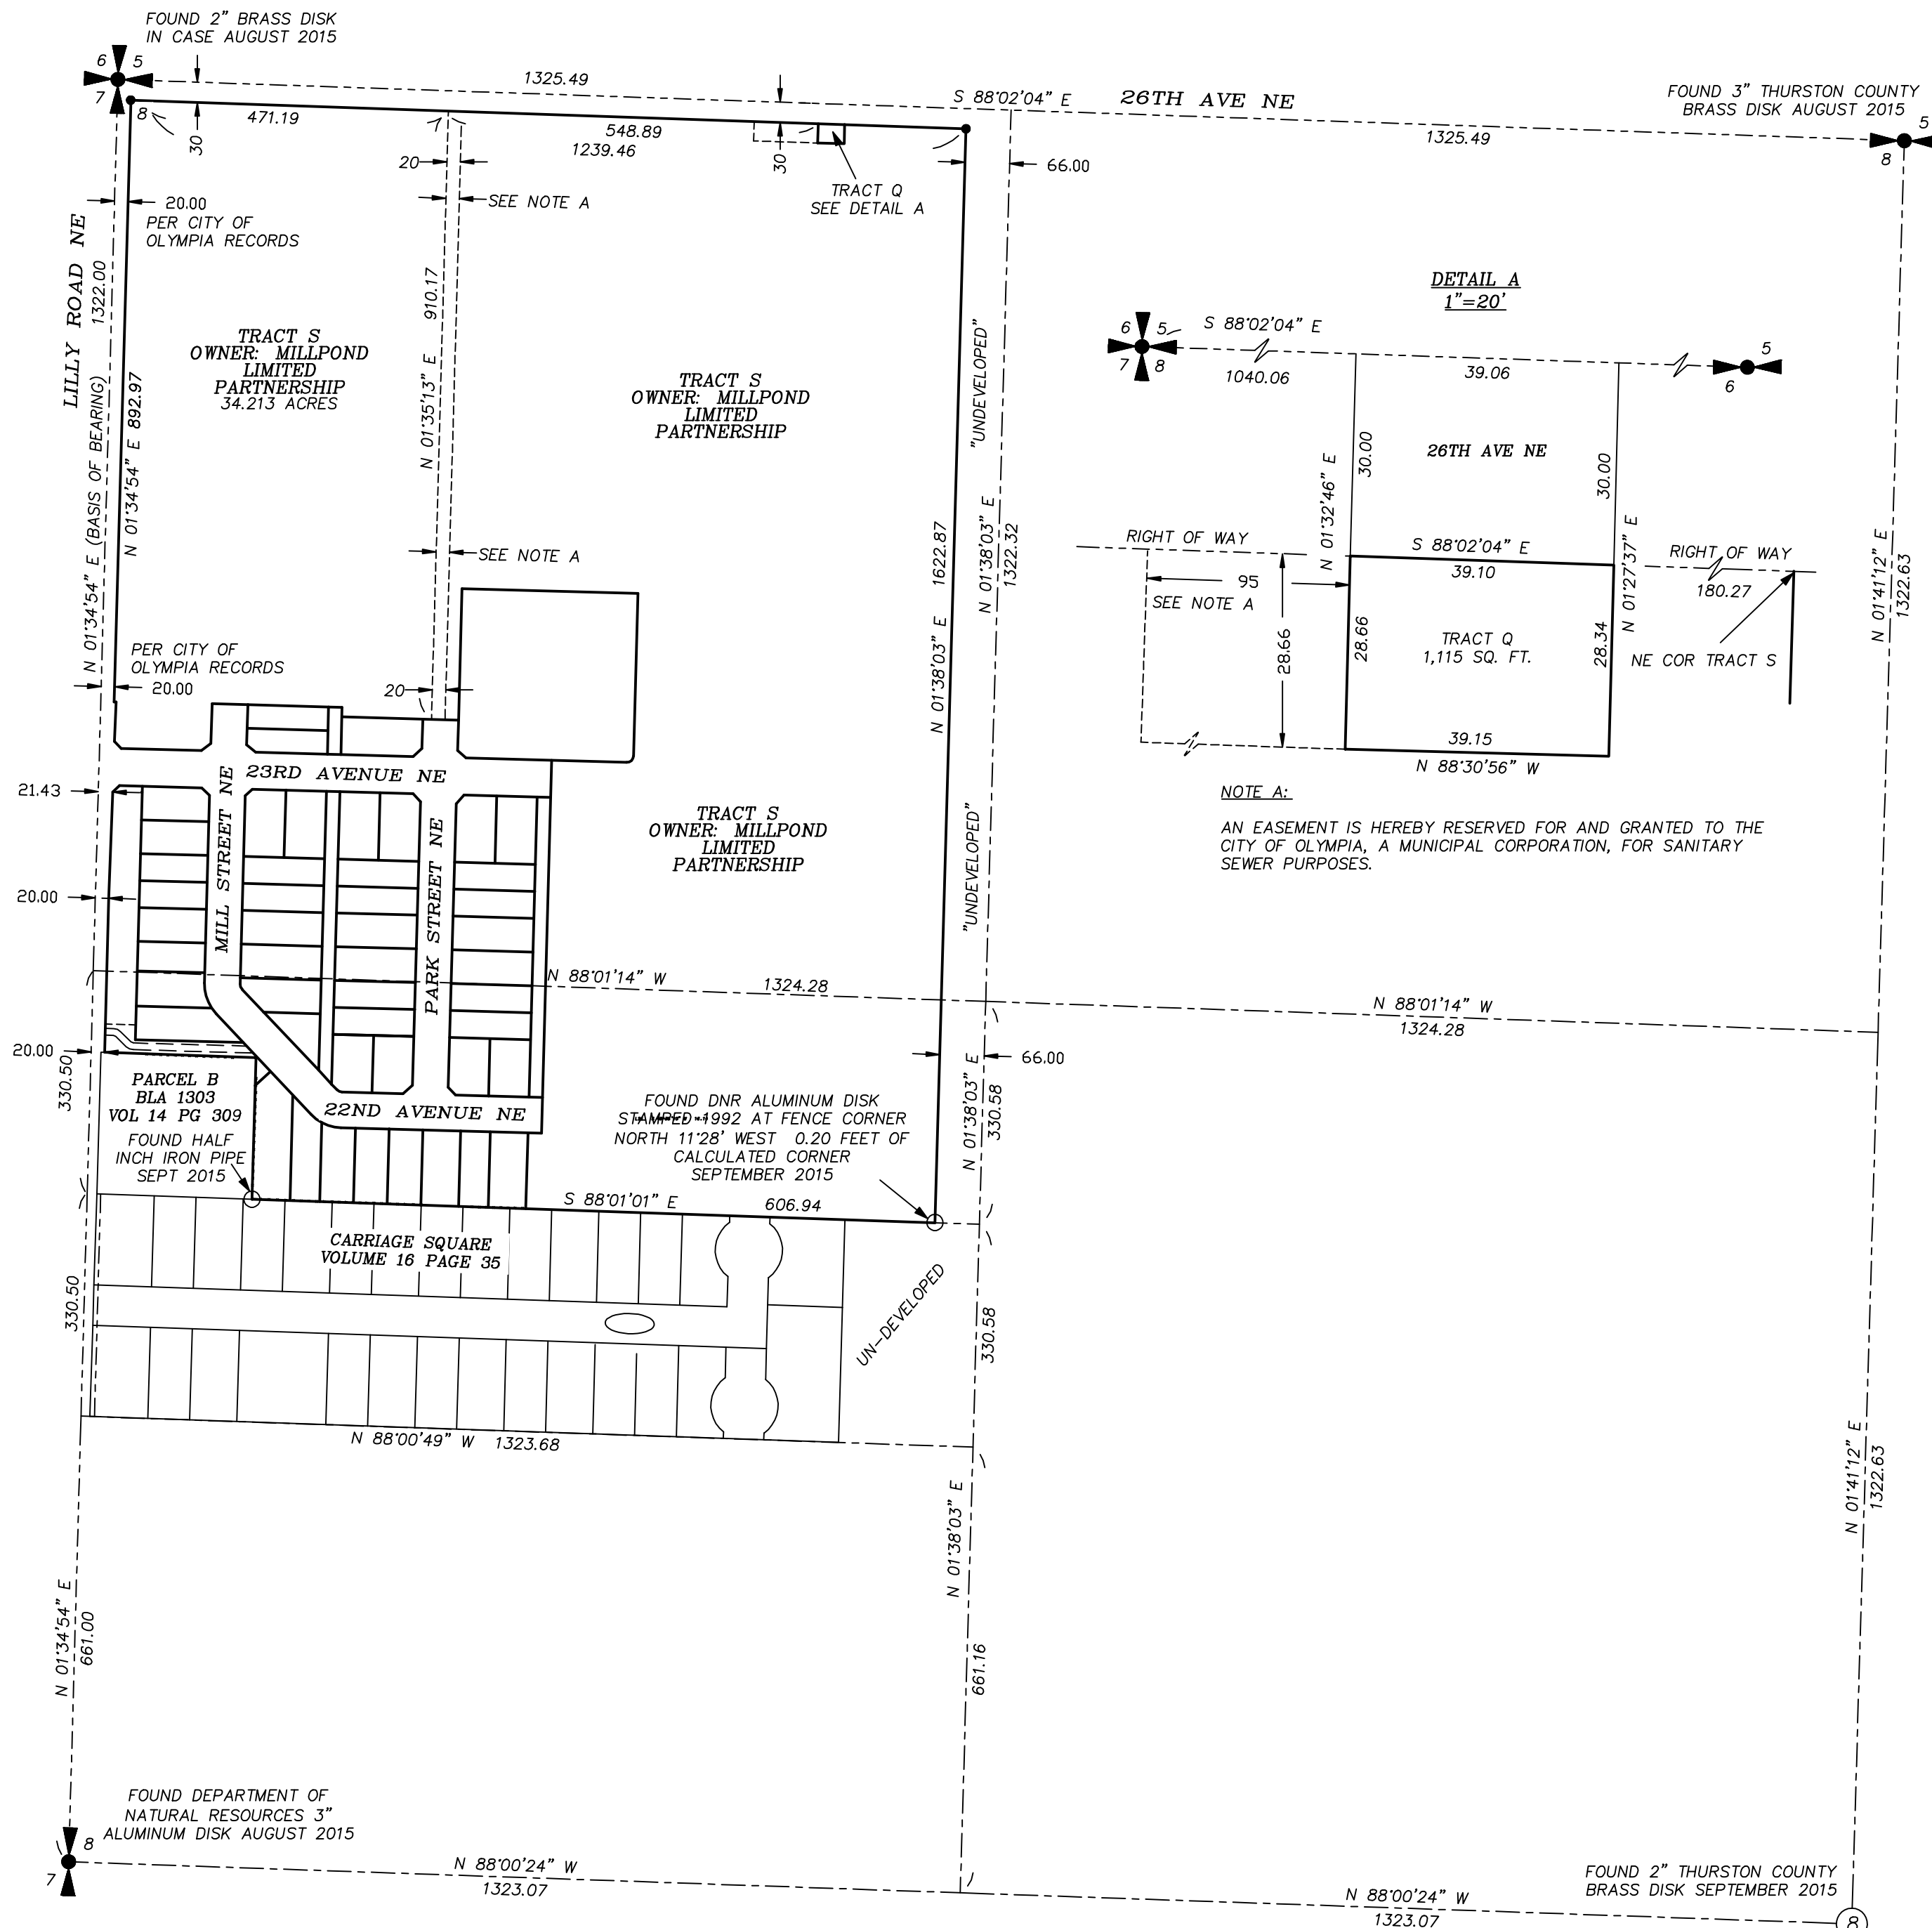 FOUND 2" BRASS DISK
IN CASE AUGUST 2015
6 5
7 8
1325.49
S 88°02'04" E
26TH AVE NE
1325.49
FOUND 3" THURSTON COUNTY
BRASS DISK AUGUST 2015
5
8
471.19
30
548.89
1239.46
30
20
66.00
SEE NOTE A
TRACT Q
SEE DETAIL A
20.00
PER CITY OF
OLYMPIA RECORDS
LILLY ROAD NE
1322.00
N 01°34'54" E (BASIS OF BEARING)
N 01°34'54" E 892.97
TRACT S
OWNER: MILLPOND
LIMITED
PARTNERSHIP
34.213 ACRES
910.17
N 01°35'13" E
TRACT S
OWNER: MILLPOND
LIMITED
PARTNERSHIP
"UNDEVELOPED"
SEE NOTE A
1622.87
N 01°38'03" E
N 01°38'03" E
1322.32
PER CITY OF
OLYMPIA RECORDS
20.00
20
DETAIL A
1"=20'
6 5
7 8
S 88°02'04" E
1040.06
39.06
5
6
26TH AVE NE
30.00
30.00
N 01°32'46" E
N 01°27'37" E
RIGHT OF WAY
S 88°02'04" E
39.10
RIGHT OF WAY
180.27
95
SEE NOTE A
28.66
28.66
TRACT Q
1,115 SQ. FT.
28.34
NE COR TRACT S
39.15
N 88°30'56" W
N 01°41'12" E
1322.63
NOTE A:
AN EASEMENT IS HEREBY RESERVED FOR AND GRANTED TO THE
CITY OF OLYMPIA, A MUNICIPAL CORPORATION, FOR SANITARY
SEWER PURPOSES.
21.43
23RD AVENUE NE
MILL STREET NE
PARK STREET NE
TRACT S
OWNER: MILLPOND
LIMITED
PARTNERSHIP
"UNDEVELOPED"
20.00
N 88°01'14" W
1324.28
N 88°01'14" W
1324.28
20.00
330.50
66.00
N 01°38'03" E
330.58
PARCEL B
BLA 1303
VOL 14 PG 309
22ND AVENUE NE
FOUND HALF
INCH IRON PIPE
SEPT 2015
FOUND DNR ALUMINUM DISK
STAMPED 1992 AT FENCE CORNER
NORTH 11°28' WEST 0.20 FEET OF
CALCULATED CORNER
SEPTEMBER 2015
S 88°01'01" E
606.94
CARRIAGE SQUARE
VOLUME 16 PAGE 35
330.50
UN-DEVELOPED
330.58
N 88°00'49" W 1323.68
N 01°38'03" E
661.16
N 01°41'12" E
1322.63
N 01°34'54" E
661.00
FOUND DEPARTMENT OF
NATURAL RESOURCES 3"
ALUMINUM DISK AUGUST 2015
8
7
N 88°00'24" W
1323.07
N 88°00'24" W
1323.07
FOUND 2" THURSTON COUNTY
BRASS DISK SEPTEMBER 2015
8